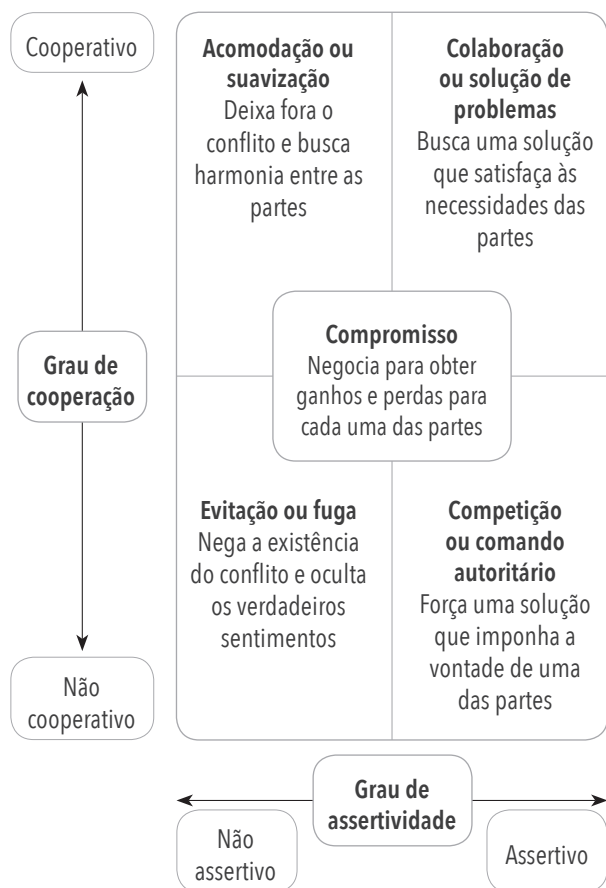 Cooperativo
Acomodação ou
suavização
Deixa fora o
conflito e busca
harmonia entre as
partes
Colaboração
ou solução de
problemas
Busca uma solução
que satisfaça às
necessidades das
partes
Grau de
cooperação
Compromisso
Negocia para obter
ganhos e perdas para
cada uma das partes
Evitação ou fuga
Nega a existência
do conflito e oculta
os verdadeiros
sentimentos
Competição
ou comando
autoritário
Força uma solução
que imponha a
vontade de uma
das partes
Não
cooperativo
Grau de
assertividade
Não
assertivo
Assertivo